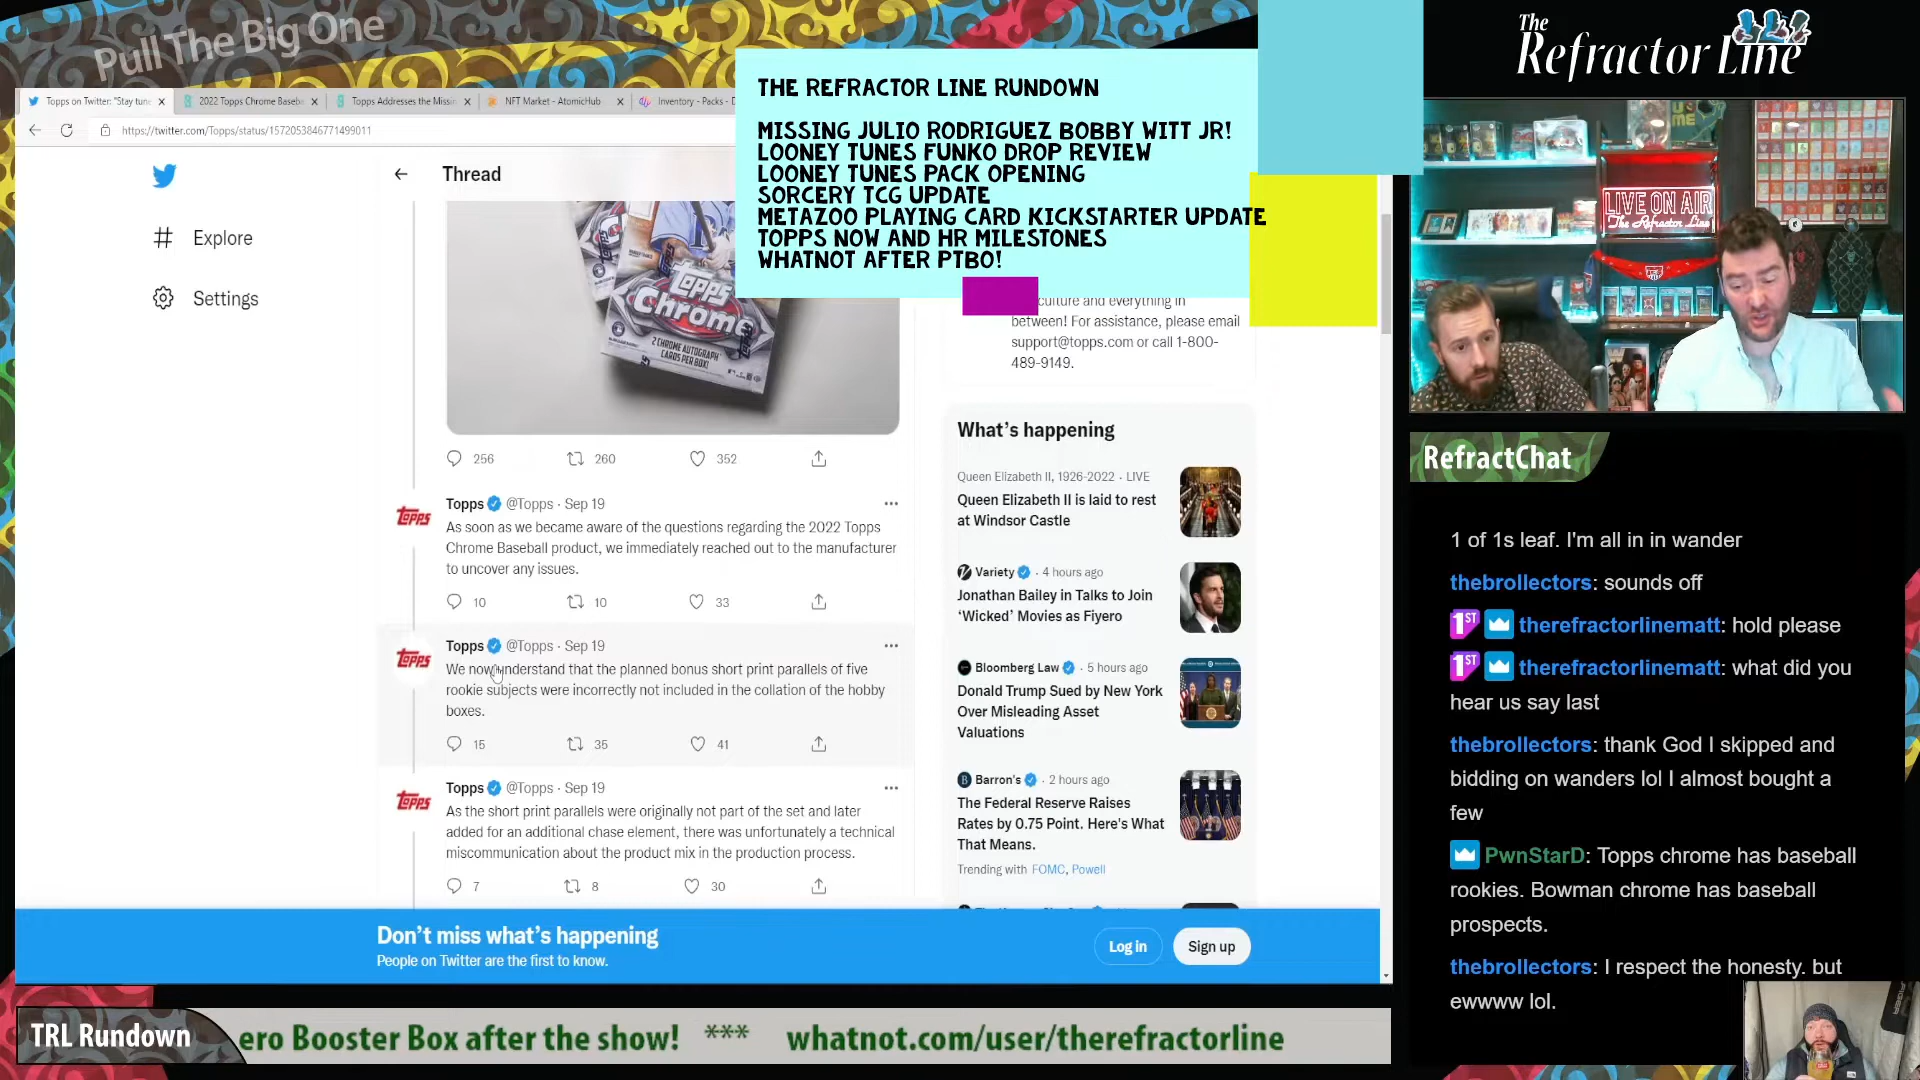 Pull The Big One
Topps on Twitter: "Stay tune
2022 Topps Chrome Baseba
Topps Addresses the Missin
NFT Market - AtomicHub
Inventory - Packs - D
https://twitter.com/Topps/status/1572053846771499011
Explore
Settings
Thread
Topps
Chrome
2 CHROME AUTOGRAPH
CARDS PER BOX!
256 260 352
Topps @Topps · Sep 19
As soon as we became aware of the questions regarding the 2022 Topps
Chrome Baseball product, we immediately reached out to the manufacturer
to uncover any issues.
10 10 33
Topps @Topps · Sep 19
We now understand that the planned bonus short print parallels of five
rookie subjects were incorrectly not included in the collation of the hobby
boxes.
15 35 41
Topps @Topps · Sep 19
As the short print parallels were originally not part of the set and later
added for an additional chase element, there was unfortunately a technical
miscommunication about the product mix in the production process.
7 8 30
THE REFRACTOR LINE RUNDOWN
MISSING JULIO RODRIGUEZ BOBBY WITT JR!
LOONEY TUNES FUNKO DROP REVIEW
LOONEY TUNES PACK OPENING
SORCERY TCG UPDATE
METAZOO PLAYING CARD KICKSTARTER UPDATE
TOPPS NOW AND HR MILESTONES
WHATNOT AFTER PTBO!
culture and everything in
between! For assistance, please email
support@topps.com or call 1-800-
489-9149.
What's happening
Queen Elizabeth II, 1926-2022 · LIVE
Queen Elizabeth II is laid to rest
at Windsor Castle
Variety · 4 hours ago
Jonathan Bailey in Talks to Join
'Wicked' Movies as Fiyero
Bloomberg Law · 5 hours ago
Donald Trump Sued by New York
Over Misleading Asset
Valuations
Barron's · 2 hours ago
The Federal Reserve Raises
Rates by 0.75 Point. Here's What
That Means.
Trending with FOMC, Powell
Don't miss what's happening
People on Twitter are the first to know.
Log in
Sign up
TRL Rundown
ero Booster Box after the show! *** whatnot.com/user/therefractorline
The
Refractor Line
LIVE ON AIR
The Refractor Line
RefractChat
1 of 1s leaf. I'm all in in wander
thebrollectors: sounds off
1ST therefractorlinematt: hold please
1ST therefractorlinematt: what did you
hear us say last
thebrollectors: thank God I skipped and
bidding on wanders lol I almost bought a
few
PwnStarD: Topps chrome has baseball
rookies. Bowman chrome has baseball
prospects.
thebrollectors: I respect the honesty. but
ewwww lol.